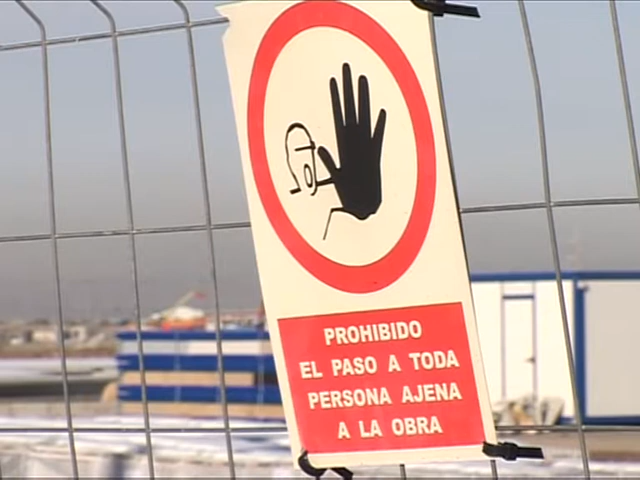 PROHIBIDO
EL PASO A TODA
PERSONA AJENA
A LA OBRA